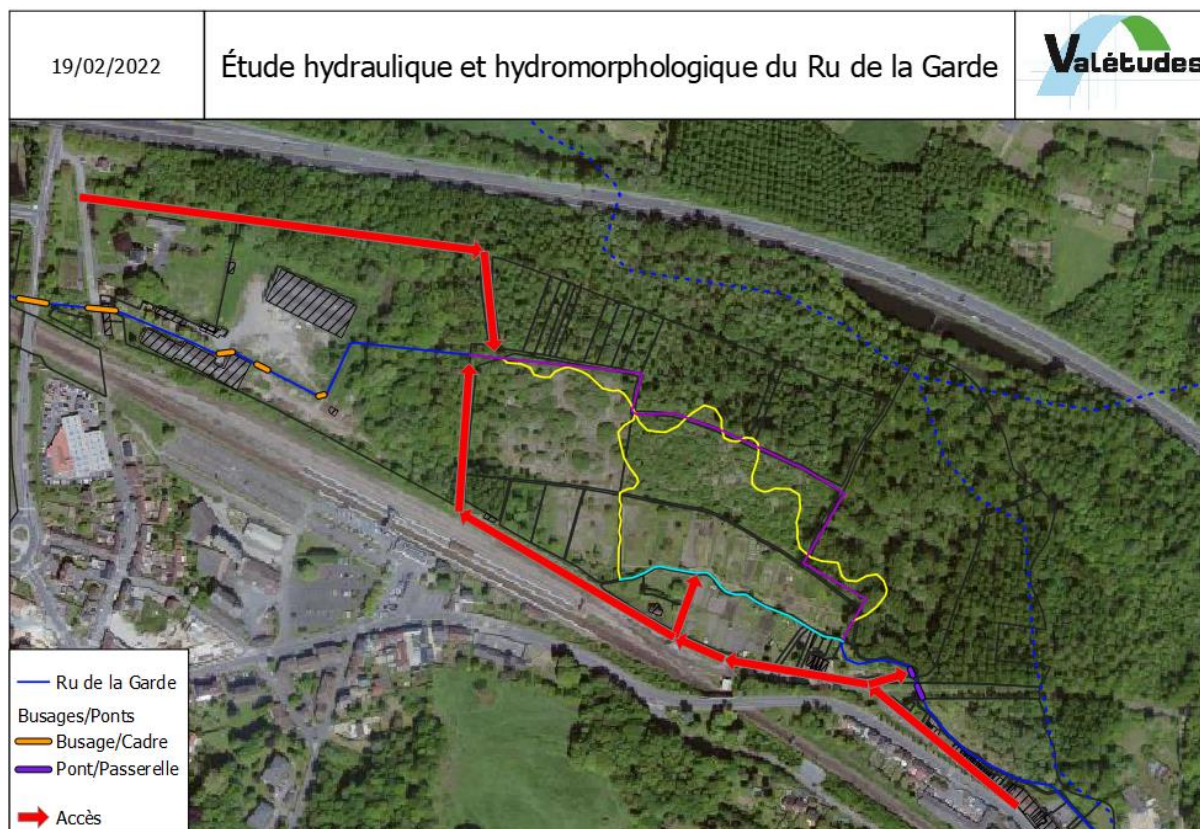 19/02/2022
Étude hydraulique et hydromorphologique du Ru de la Garde
Valétudes
Ru de la Garde
Busages/Ponts
Busage/Cadre
Pont/Passerelle
Accès